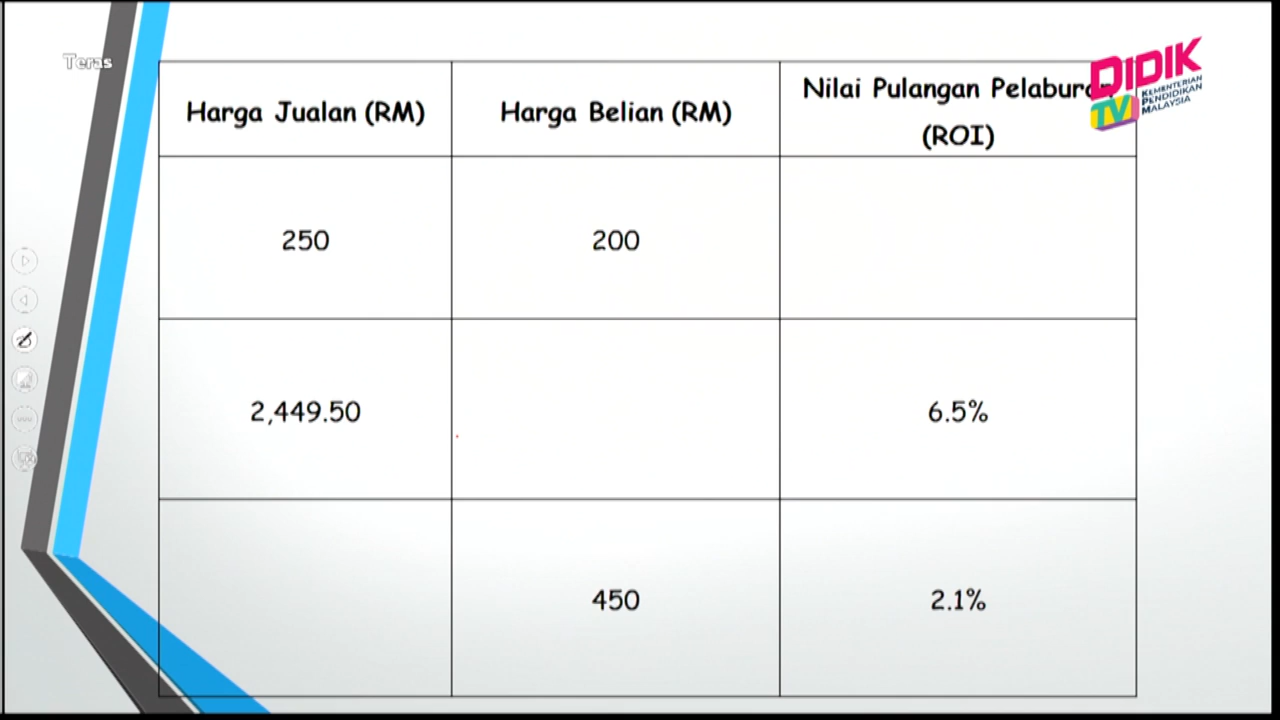 Teras
Harga Jualan (RM)
Harga Belian (RM)
Nilai Pulangan Pelaburan
(ROI)
DIDIK
TV
KEMENTERIAN
PENDIDIKAN
MALAYSIA
250
200
2,449.50
6.5%
450
2.1%